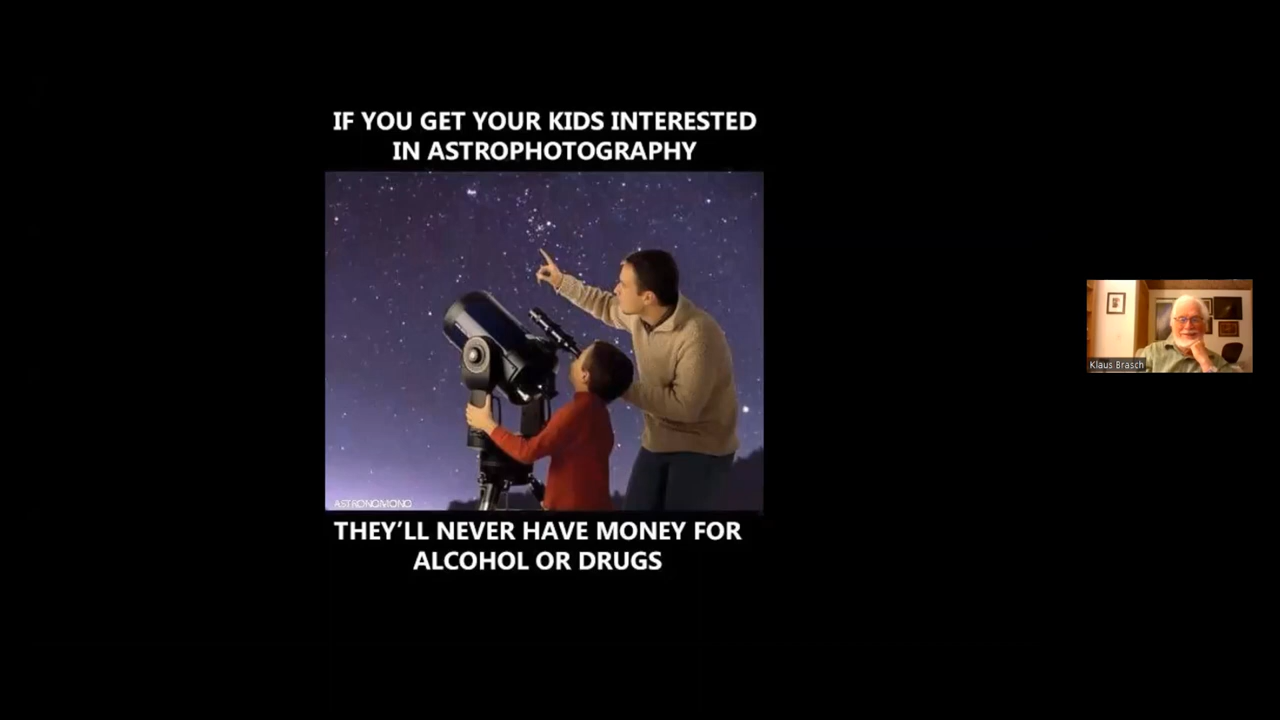 IF YOU GET YOUR KIDS INTERESTED
IN ASTROPHOTOGRAPHY
ASTRONOMONO
THEY'LL NEVER HAVE MONEY FOR
ALCOHOL OR DRUGS
Klaus Brasch